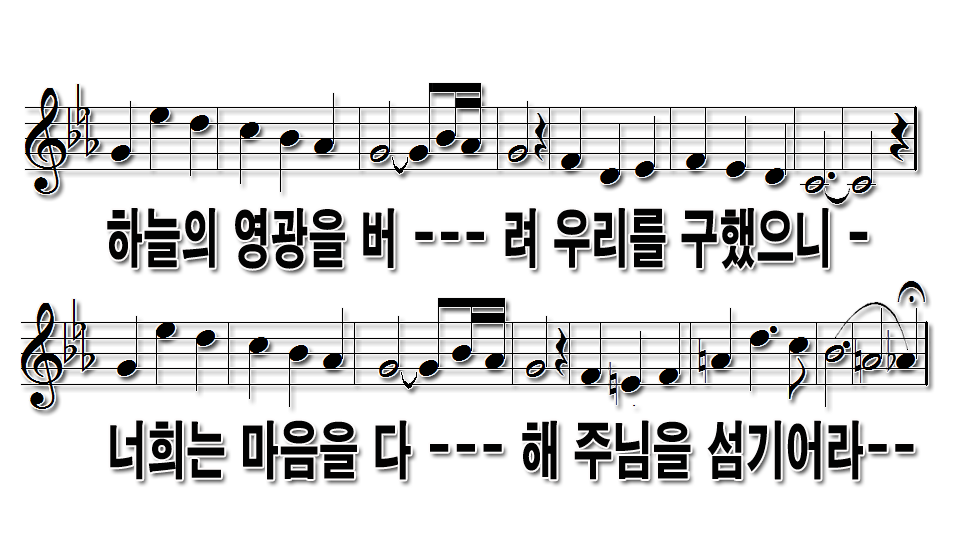 하늘의 영광을 버 --- 려 우리를 구했으니 -
너희는 마음을 다 --- 해 주님을 섬기어라--